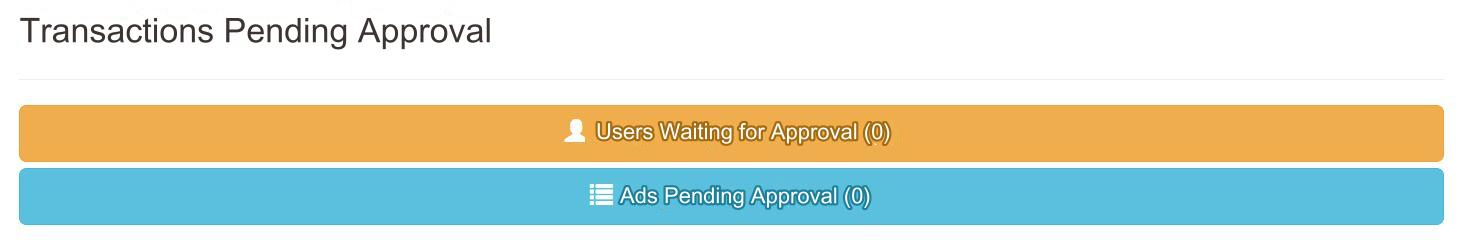 Transactions Pending Approval
Users Waiting for Approval (0)
Ads Pending Approval (0)